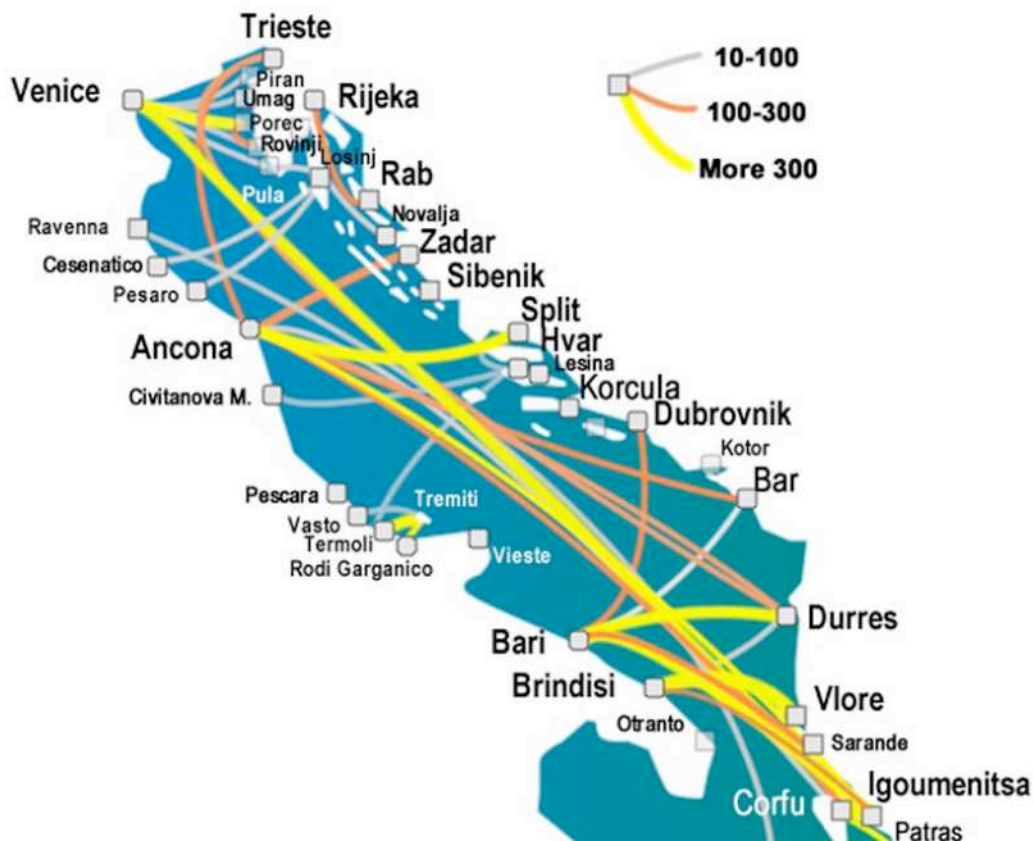 Trieste
10-100
Piran
Venice
Umag
Rijeka
100-300
Porec
Rovinji
Losinj
More 300
Rab
Pula
Novalja
Ravenna
Zadar
Cesenatico
Sibenik
Pesaro
Split
Hvar
Ancona
Lesina
Korcula
Civitanova M.
Dubrovnik
Kotor
Bar
Pescara
Tremiti
Vasto
Termoli
Vieste
Rodi Garganico
Durres
Bari
Brindisi
Vlore
Otranto
Sarande
Igoumenitsa
Corfu
Patras